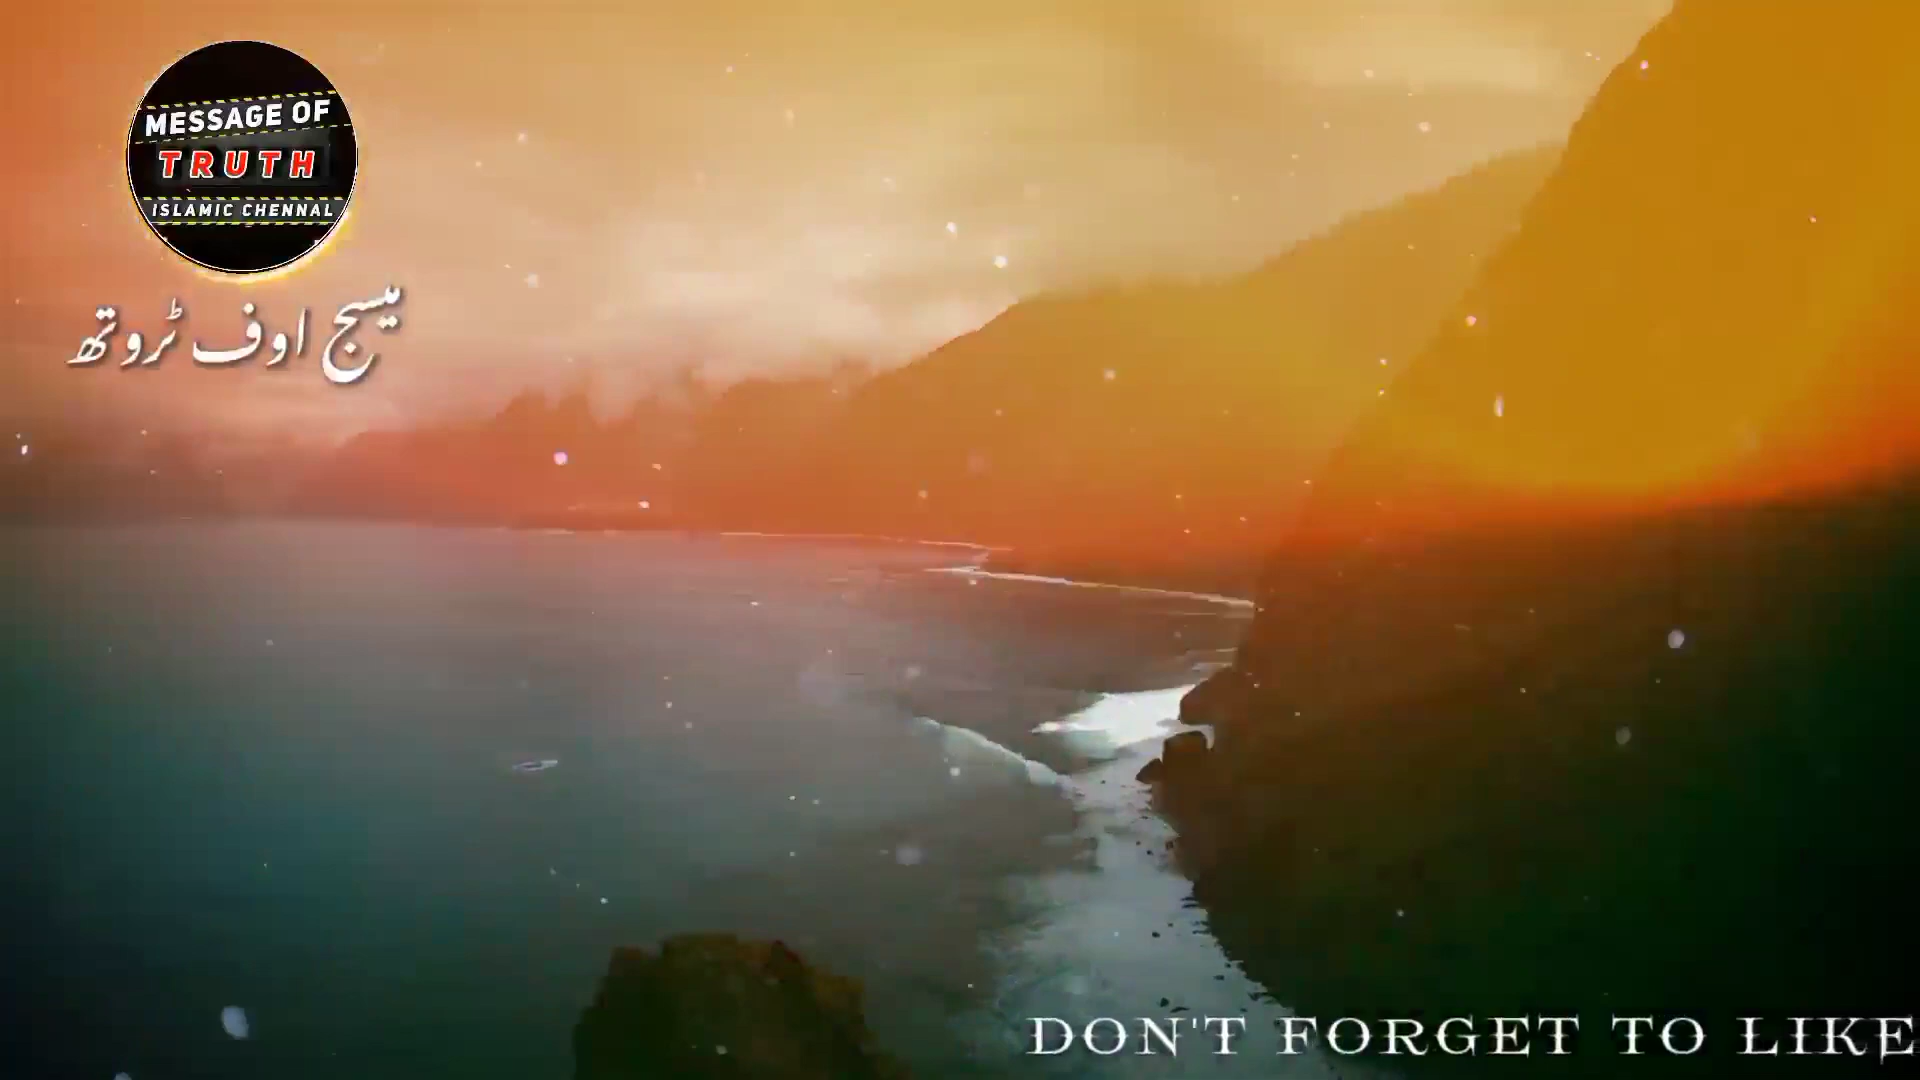 MESSAGE OF
TRUTH
ISLAMIC CHENNAL
میسج اوف ٹروتھ
DON'T FORGET TO LIKE